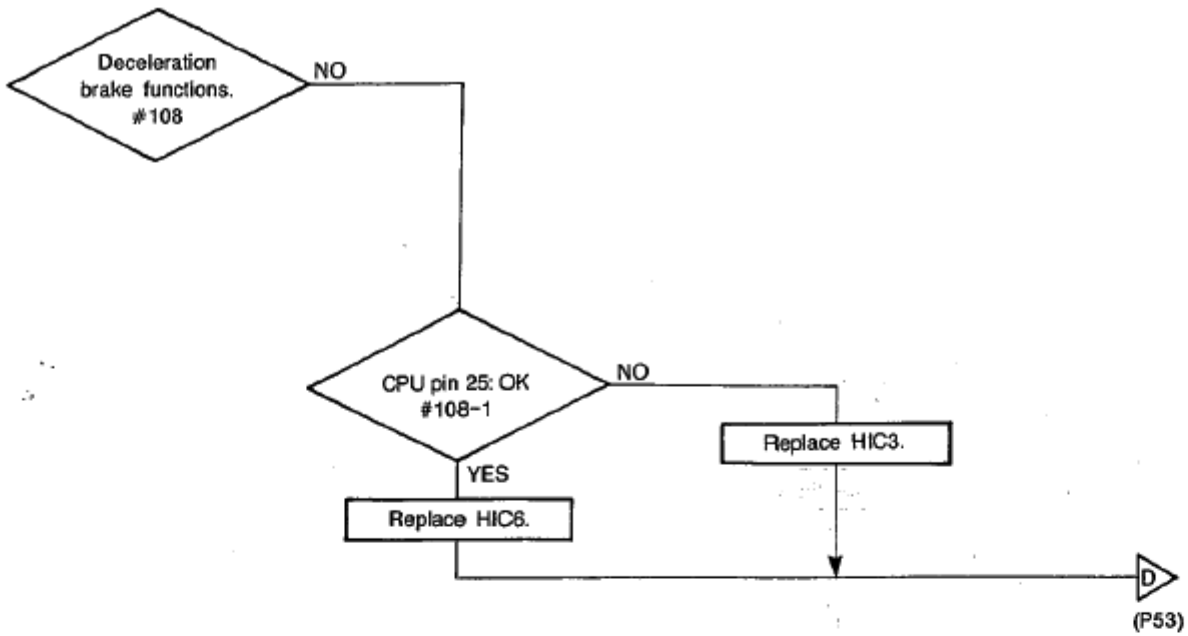 Deceleration
brake functions.
#108
NO
CPU pin 25: OK
#108-1
NO
Replace HIC3.
YES
Replace HIC6.
D
(P53)